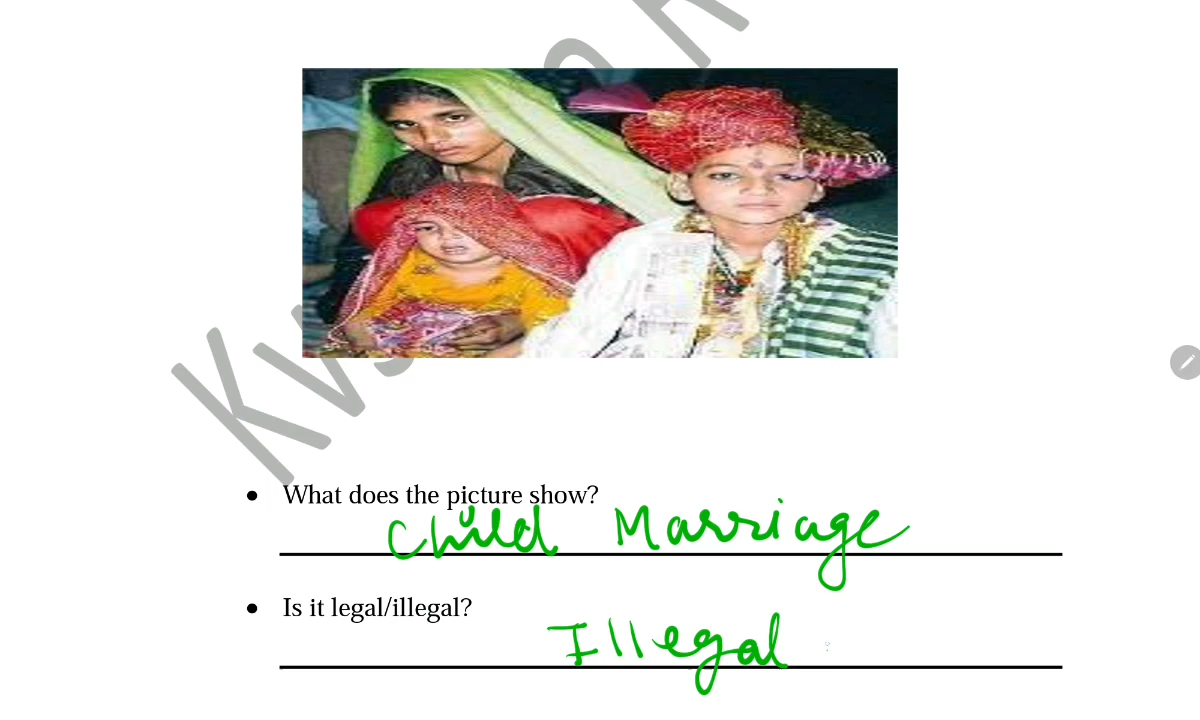 What does the picture show?
Child Marriage
Is it legal/illegal?
Illegal